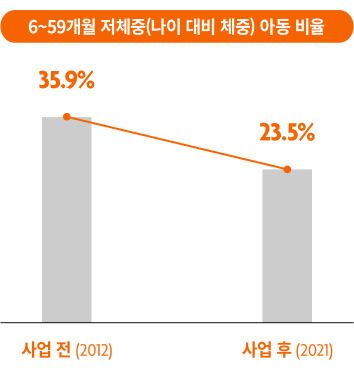 6~59개월 저체중(나이 대비 체중) 아동 비율
35.9%
23.5%
사업 전 (2012)
사업 후 (2021)